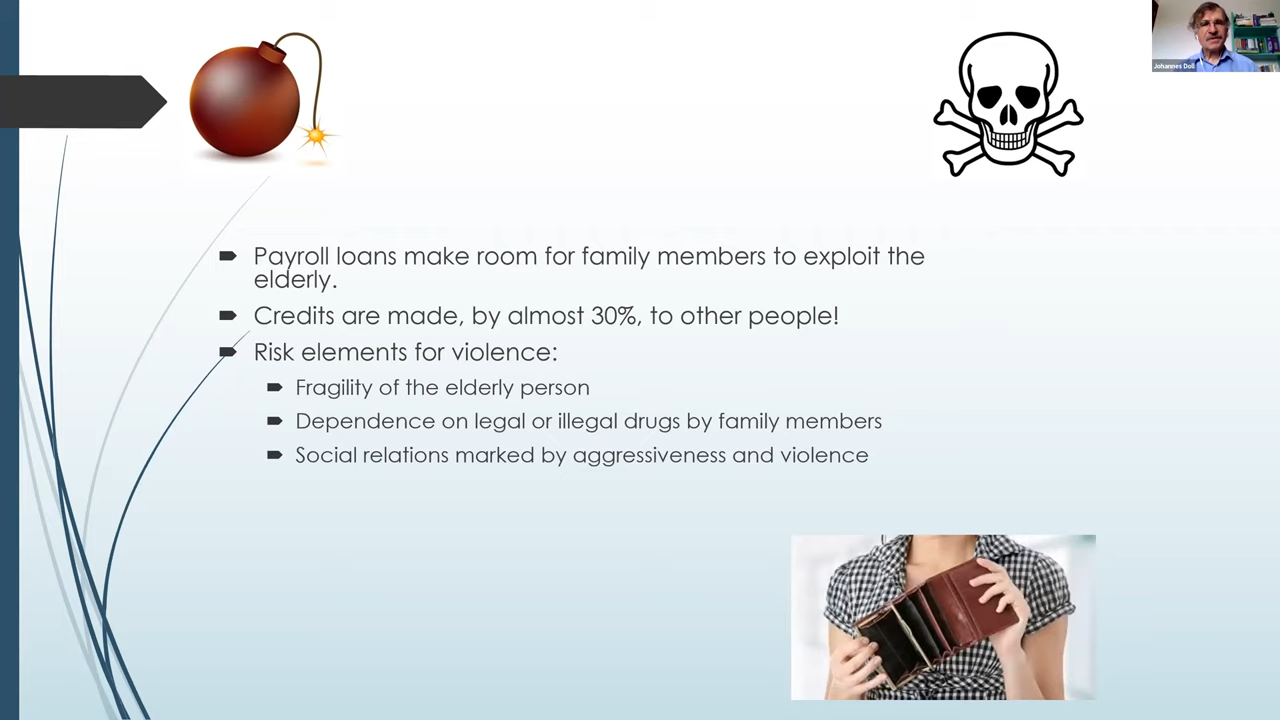 Johannes Doll
Payroll loans make room for family members to exploit the
elderly.
Credits are made, by almost 30%, to other people!
Risk elements for violence:
Fragility of the elderly person
Dependence on legal or illegal drugs by family members
Social relations marked by aggressiveness and violence